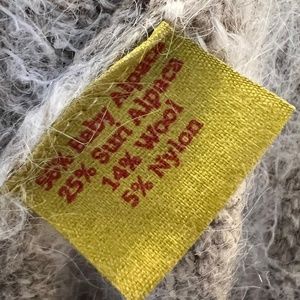 56% Baby Alpaca
25% Suri Alpaca
14% Wool
5% Nylon